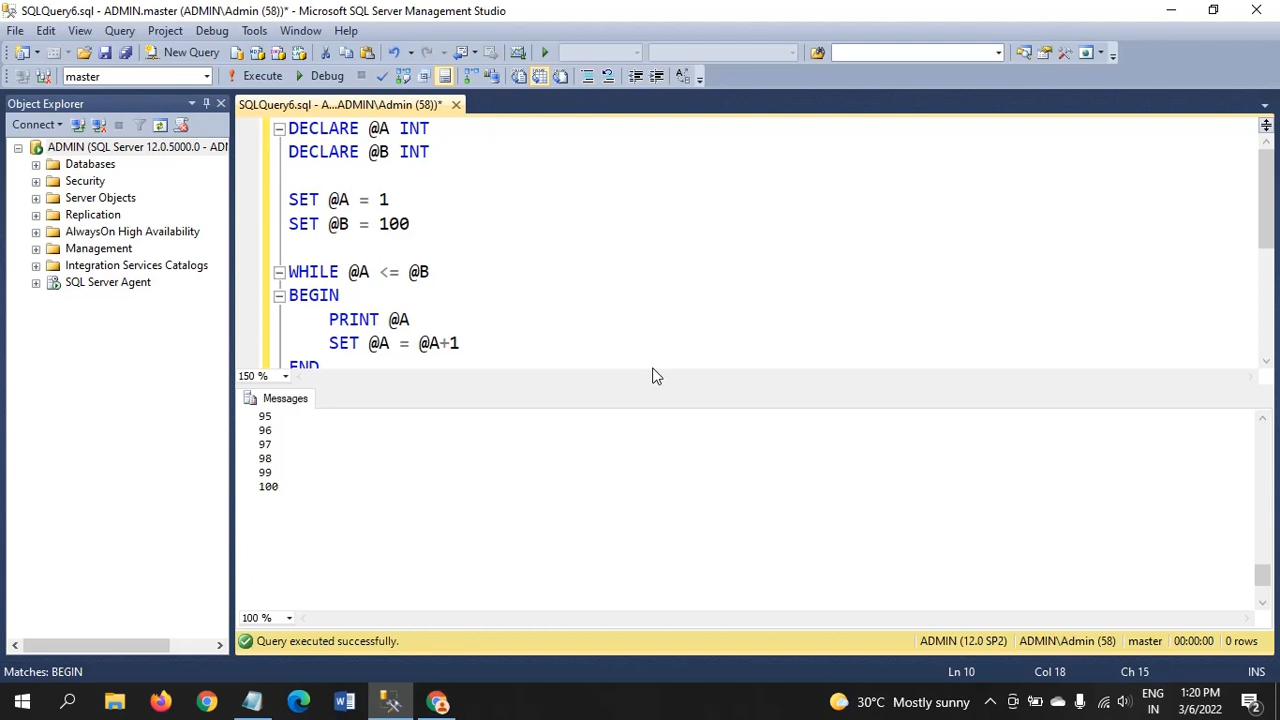 SQLQuery6.sql - ADMIN.master (ADMIN\Admin (58))* - Microsoft SQL Server Management Studio
File Edit View Query Project Debug Tools Window Help
New Query
master Execute Debug
Object Explorer
SQLQuery6.sql - A...ADMIN\Admin (58))*
Connect
ADMIN (SQL Server 12.0.5000.0 - ADM
Databases
Security
Server Objects
Replication
AlwaysOn High Availability
Management
Integration Services Catalogs
SQL Server Agent
DECLARE @A INT
DECLARE @B INT
SET @A = 1
SET @B = 100
WHILE @A <= @B
BEGIN
PRINT @A
SET @A = @A+1
END
150 %
Messages
95
96
97
98
99
100
100 %
Query executed successfully.
ADMIN (12.0 SP2) ADMIN\Admin (58) master 00:00:00 0 rows
Matches: BEGIN Ln 10 Col 18 Ch 15 INS
30°C Mostly sunny
ENG
IN
1:20 PM
3/6/2022
2